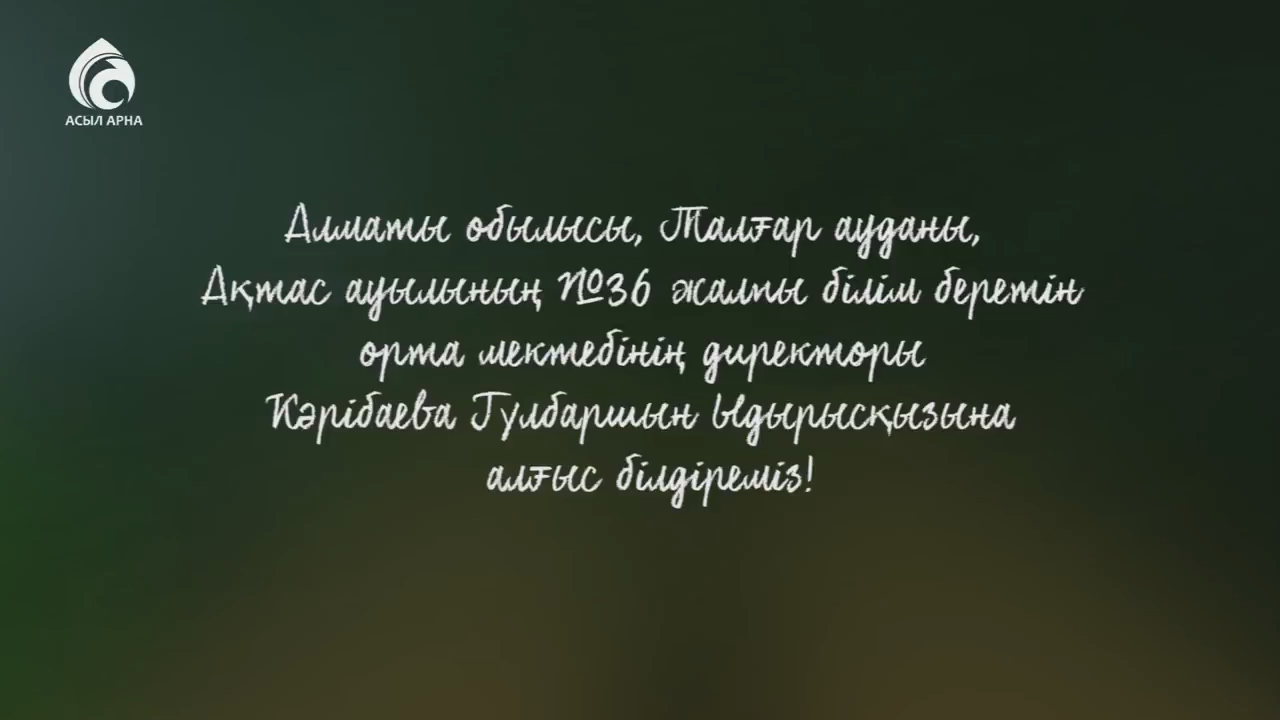 АСЫЛ АРНА
Алматы обылысы, Талғар ауданы,
Ақтас ауылының №36 жалпы білім беретін
орта мектебінің директоры
Кәрібаева Гүлбаршын Ыдырысқызына
алғыс білдіреміз!